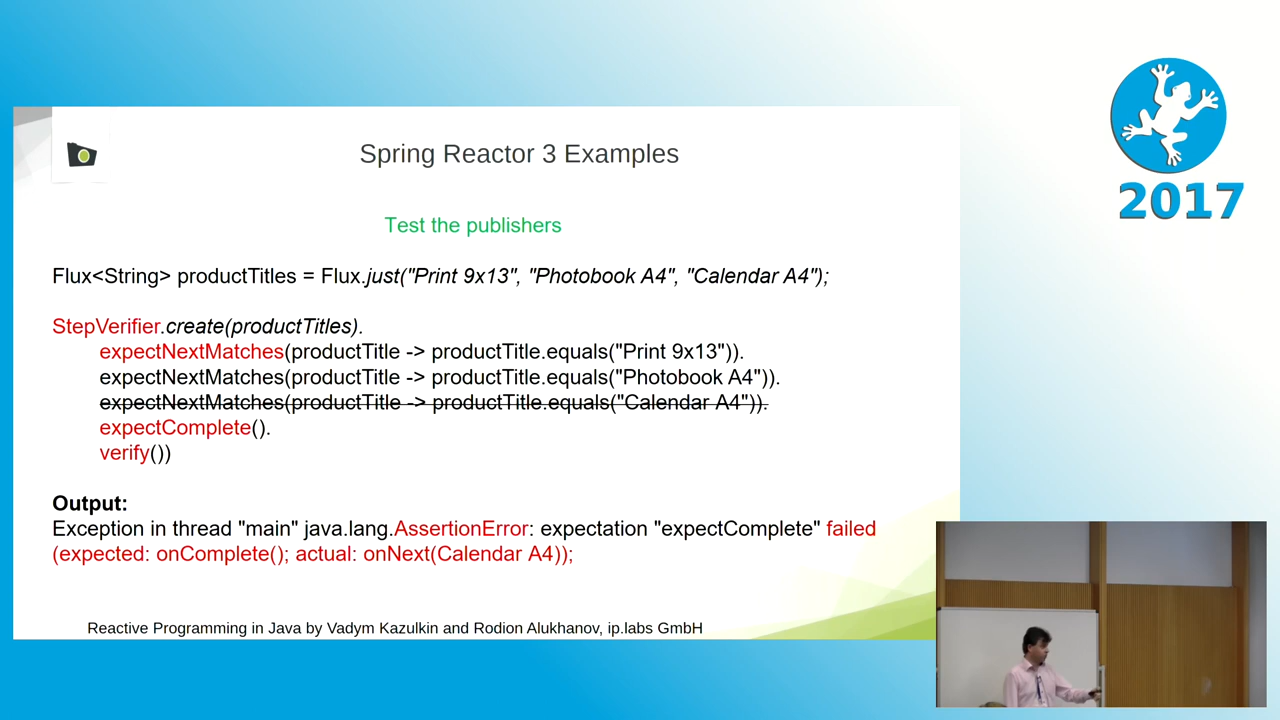 2017
Spring Reactor 3 Examples
Test the publishers
Flux<String> productTitles = Flux.just("Print 9x13", "Photobook A4", "Calendar A4");
StepVerifier.create(productTitles).
expectNextMatches(productTitle -> productTitle.equals("Print 9x13")).
expectNextMatches(productTitle -> productTitle.equals("Photobook A4")).
expectNextMatches(productTitle -> productTitle.equals("Calendar A4")).
expectComplete().
verify())
Output:
Exception in thread "main" java.lang.AssertionError: expectation "expectComplete" failed
(expected: onComplete(); actual: onNext(Calendar A4));
Reactive Programming in Java by Vadym Kazulkin and Rodion Alukhanov, ip.labs GmbH